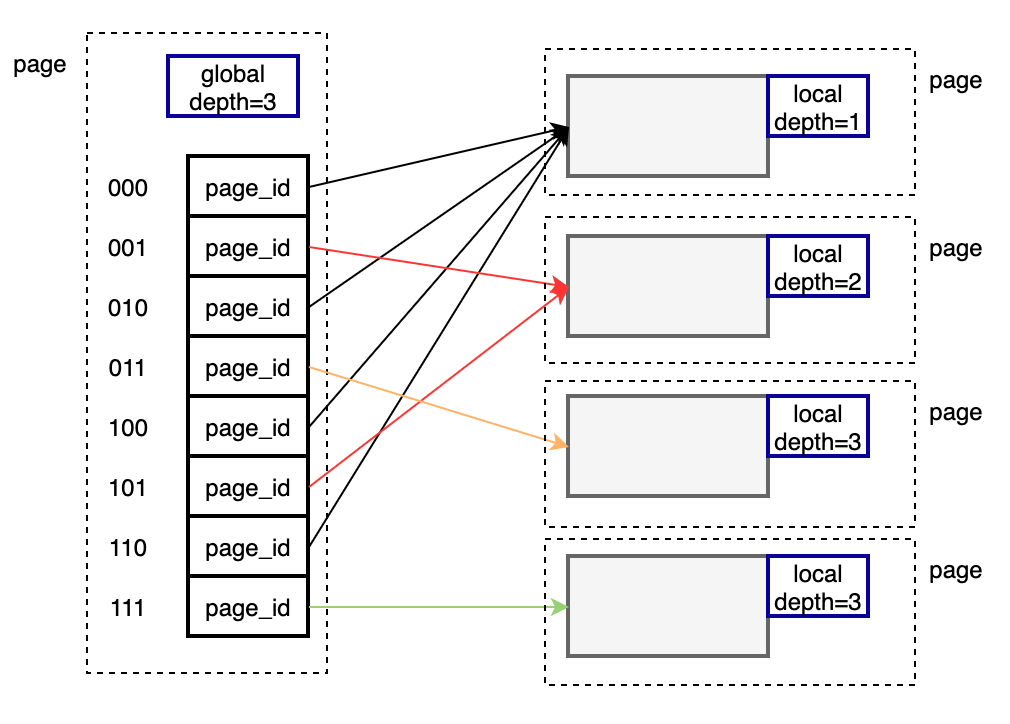 page
global
depth=3
000 page_id
001 page_id
010 page_id
011 page_id
100 page_id
101 page_id
110 page_id
111 page_id
local
depth=1
page
local
depth=2
page
local
depth=3
page
local
depth=3
page